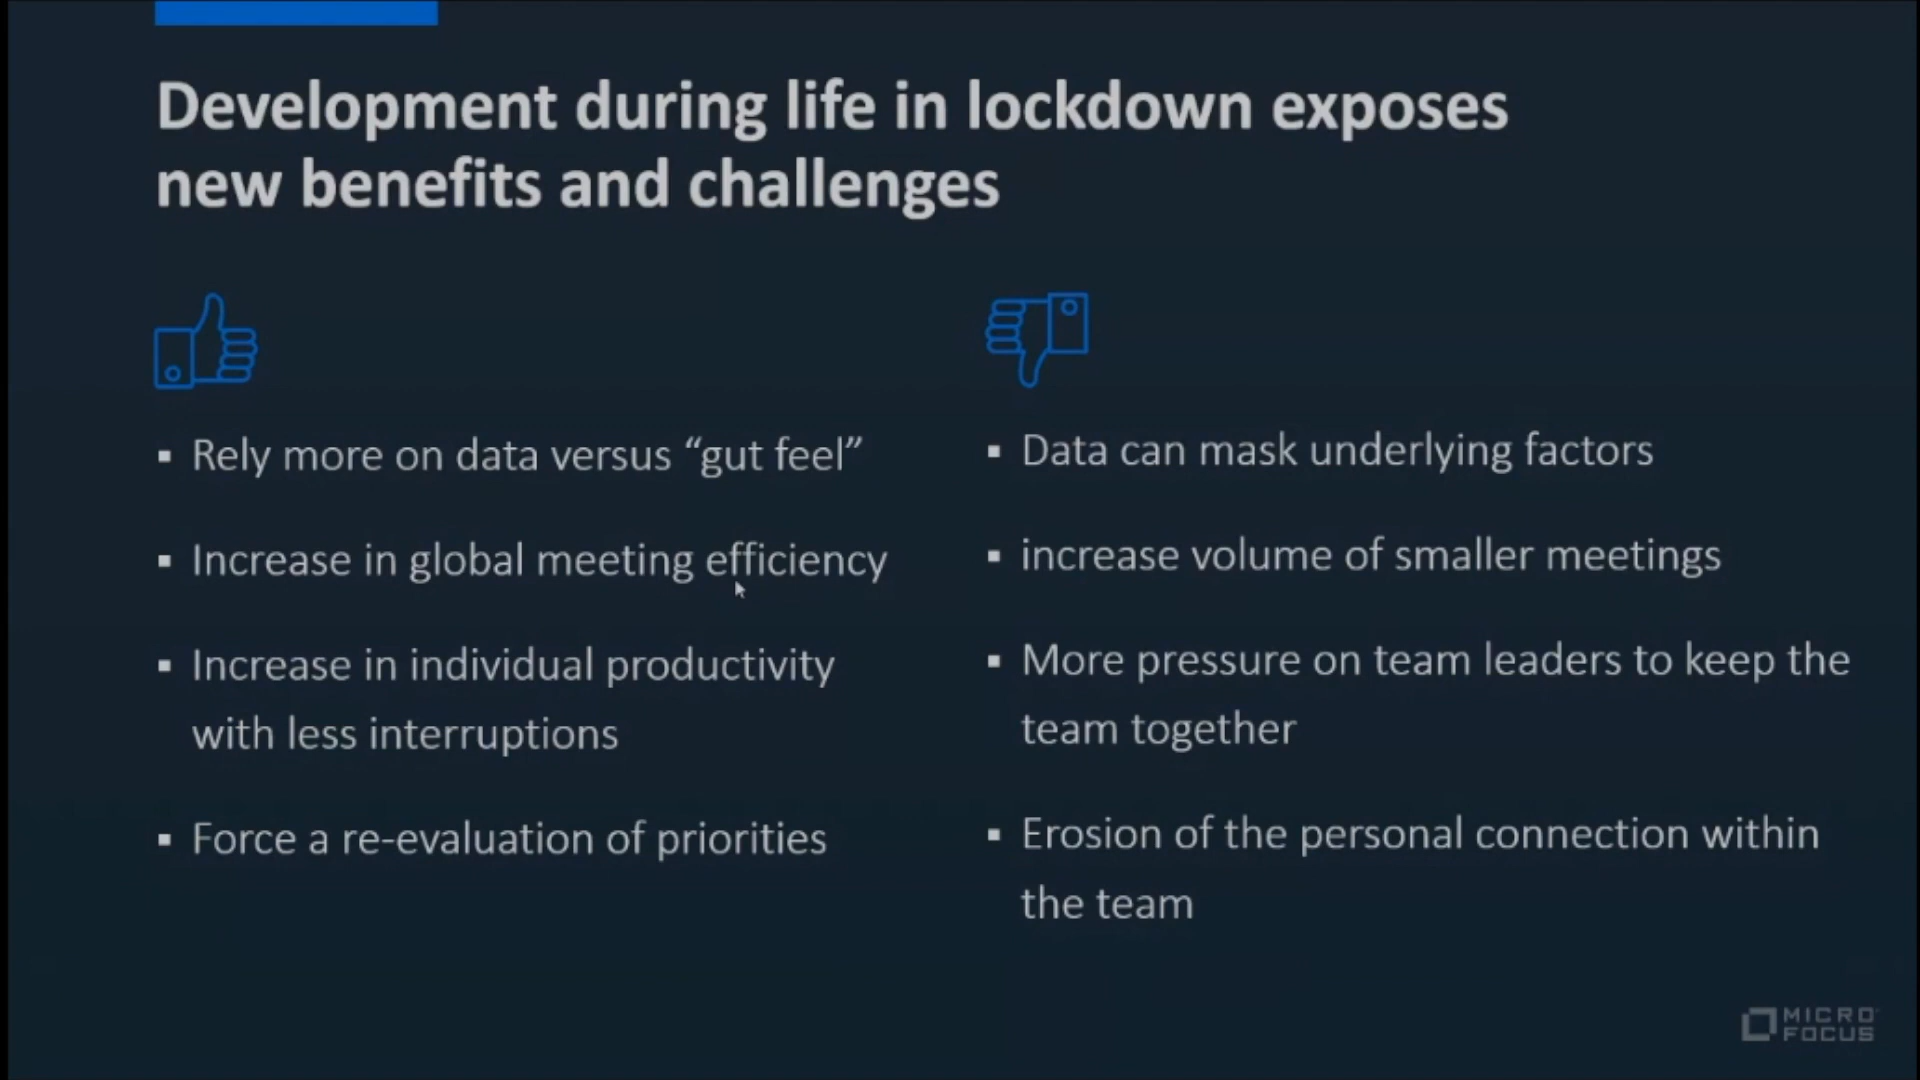 Development during life in lockdown exposes
new benefits and challenges
▪ Rely more on data versus “gut feel”
▪ Increase in global meeting efficiency
▪ Increase in individual productivity
with less interruptions
▪ Force a re-evaluation of priorities
▪ Data can mask underlying factors
▪ increase volume of smaller meetings
▪ More pressure on team leaders to keep the
team together
▪ Erosion of the personal connection within
the team
MICRO
FOCUS